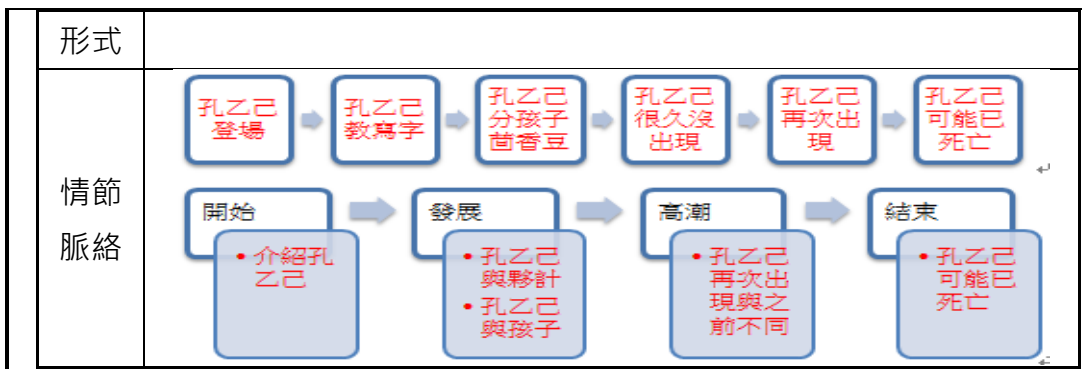 形式
情節
脈絡
孔乙己
登場
孔乙己
教寫字
孔乙己
分孩子
茴香豆
孔乙己
很久沒
出現
孔乙己
再次出
現
孔乙己
可能已
死亡
開始
• 介紹孔
乙己
發展
• 孔乙己
與夥計
• 孔乙己
與孩子
高潮
• 孔乙己
再次出
現與之
前不同
結束
• 孔乙己
可能已
死亡